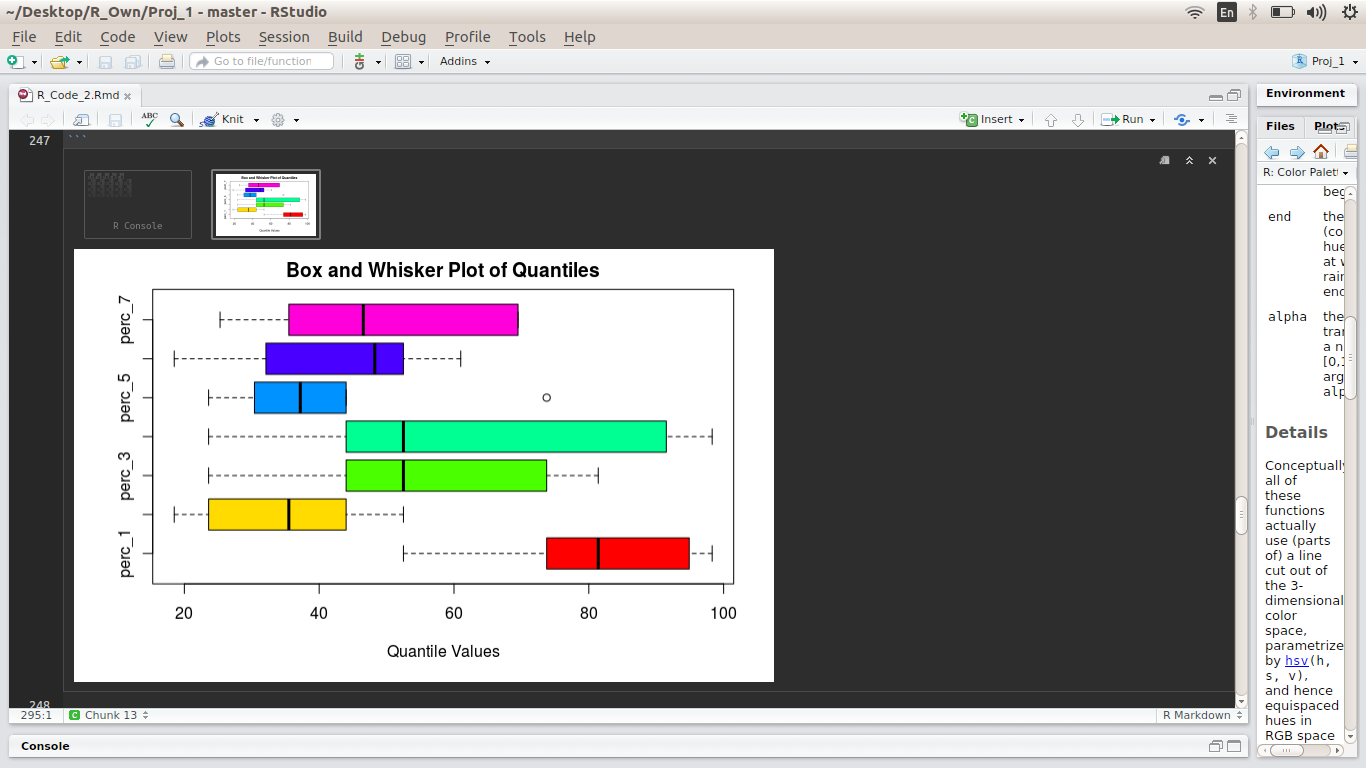 ~/Desktop/R_Own/Proj_1 - master - RStudio
En
File Edit Code View Plots Session Build Debug Profile Tools Help
Go to file/function
Addins
Proj_1
R_Code_2.Rmd
ABC
Knit
Insert
Run
247
```
R Console
Box and Whisker Plot of Quantiles
perc_7
perc_5
perc_3
perc_1
20 40 60 80 100
Quantile Values
248
295:1
C Chunk 13
R Markdown
Console
Environment
Files
R: Color Palett
end the
(co
hue
at w
rain
end
alpha the
tran
a n
[0,1
arg
alp
Details
Conceptually
all of
these
functions
actually
use (parts
of) a line
cut out of
the 3-
dimensional
color
space,
parametrize
by hsv(h,
s, v),
and hence
equispaced
hues in
RGB space